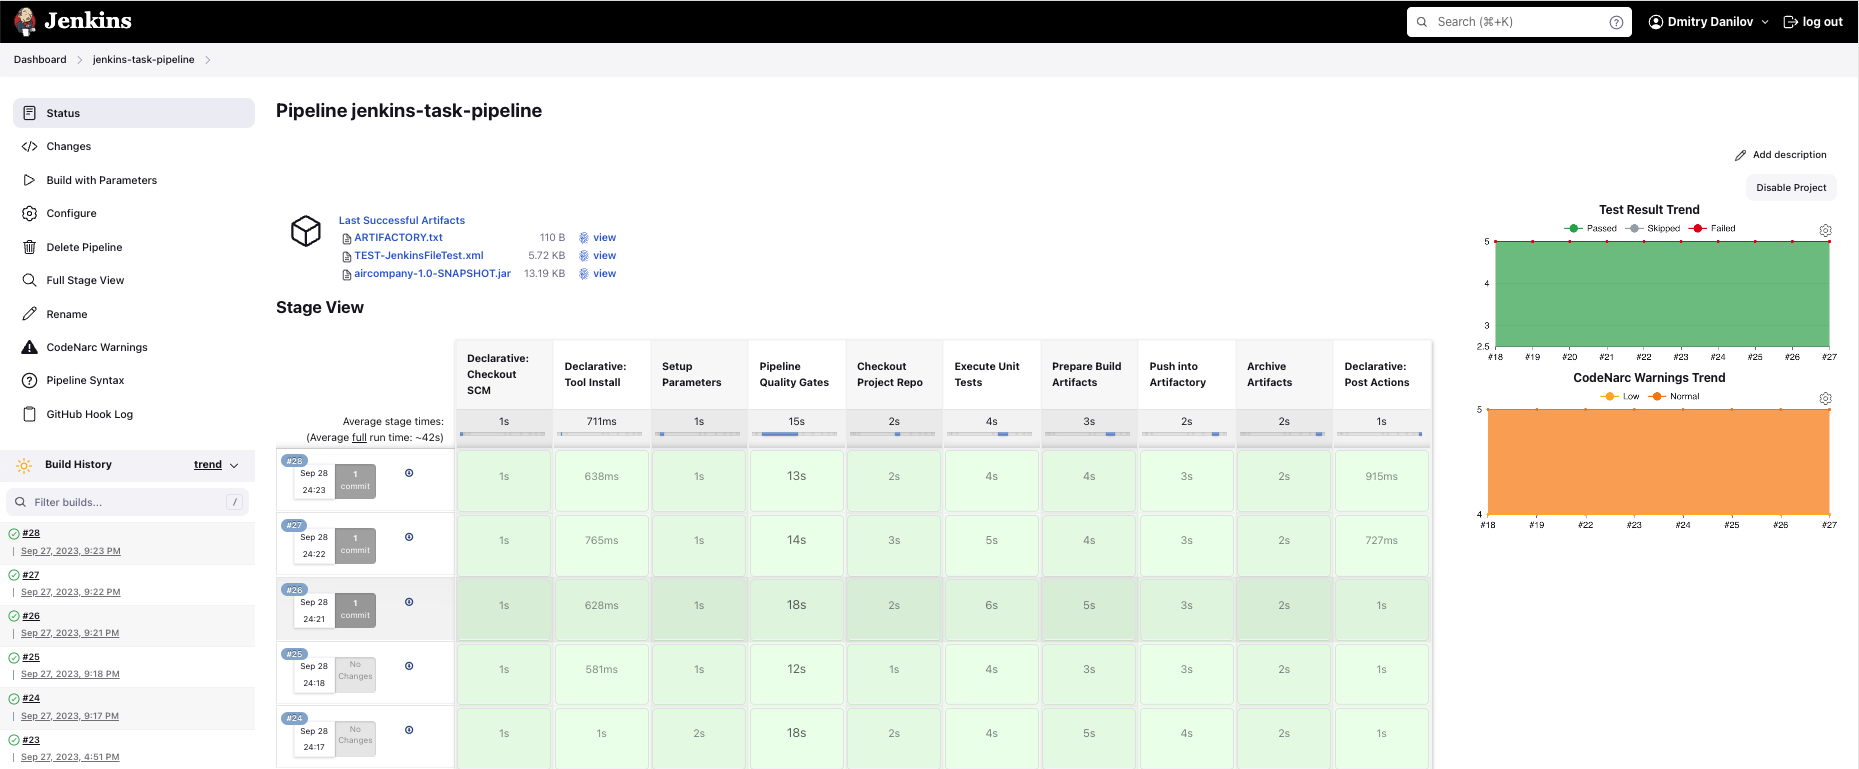 Jenkins
Search (⌘+K)
Dmitry Danilov
log out
Dashboard
jenkins-task-pipeline
Status
Changes
Build with Parameters
Configure
Delete Pipeline
Full Stage View
Rename
CodeNarc Warnings
Pipeline Syntax
GitHub Hook Log
Build History
trend
Filter builds...
/
#28
Sep 27, 2023, 9:23 PM
#27
Sep 27, 2023, 9:22 PM
#26
Sep 27, 2023, 9:21 PM
#25
Sep 27, 2023, 9:18 PM
#24
Sep 27, 2023, 9:17 PM
#23
Sep 27, 2023, 4:51 PM
Pipeline jenkins-task-pipeline
Add description
Disable Project
Last Successful Artifacts
ARTIFACTORY.txt 110 B view
TEST-JenkinsFileTest.xml 5.72 KB view
aircompany-1.0-SNAPSHOT.jar 13.19 KB view
Stage View
Declarative: Checkout SCM
Declarative: Tool Install
Setup Parameters
Pipeline Quality Gates
Checkout Project Repo
Execute Unit Tests
Prepare Build Artifacts
Push into Artifactory
Archive Artifacts
Declarative: Post Actions
Average stage times:
(Average full run time: ~42s)
1s 711ms 1s 15s 2s 4s 3s 2s 2s 1s
#28
Sep 28
24:23
1
commit
1s 638ms 1s 13s 2s 4s 4s 3s 2s 915ms
#27
Sep 28
24:22
1
commit
1s 765ms 1s 14s 3s 5s 4s 3s 2s 727ms
#26
Sep 28
24:21
1
commit
1s 628ms 1s 18s 2s 6s 5s 3s 2s 1s
#25
Sep 28
24:18
No
Changes
1s 581ms 1s 12s 1s 4s 3s 3s 2s 1s
#24
Sep 28
24:17
No
Changes
1s 1s 2s 18s 2s 4s 5s 4s 2s 1s
Test Result Trend
Passed Skipped Failed
5
4
3
2.5
#18 #19 #20 #21 #22 #23 #24 #25 #26 #27
CodeNarc Warnings Trend
Low Normal
5
4
#18 #19 #22 #23 #24 #25 #26 #27